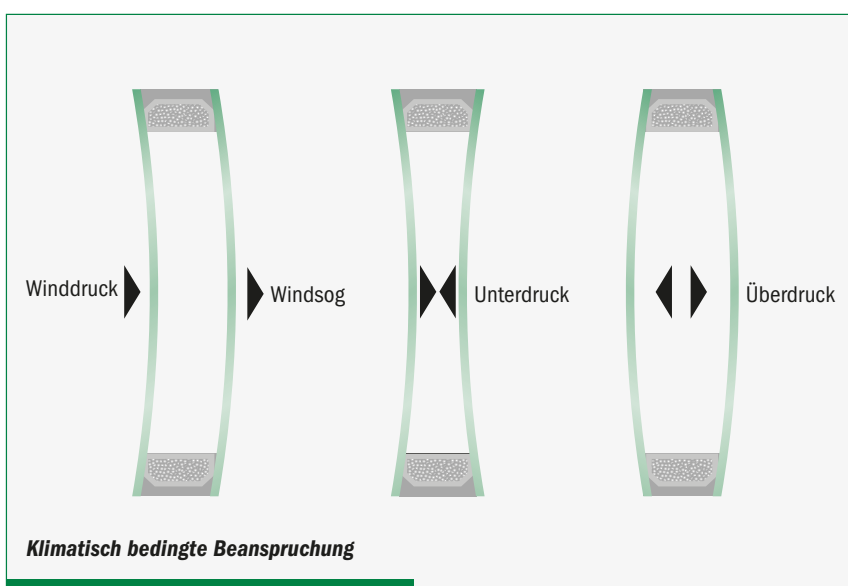 Winddruck
Windsog
Unterdruck
Überdruck
Klimatisch bedingte Beanspruchung